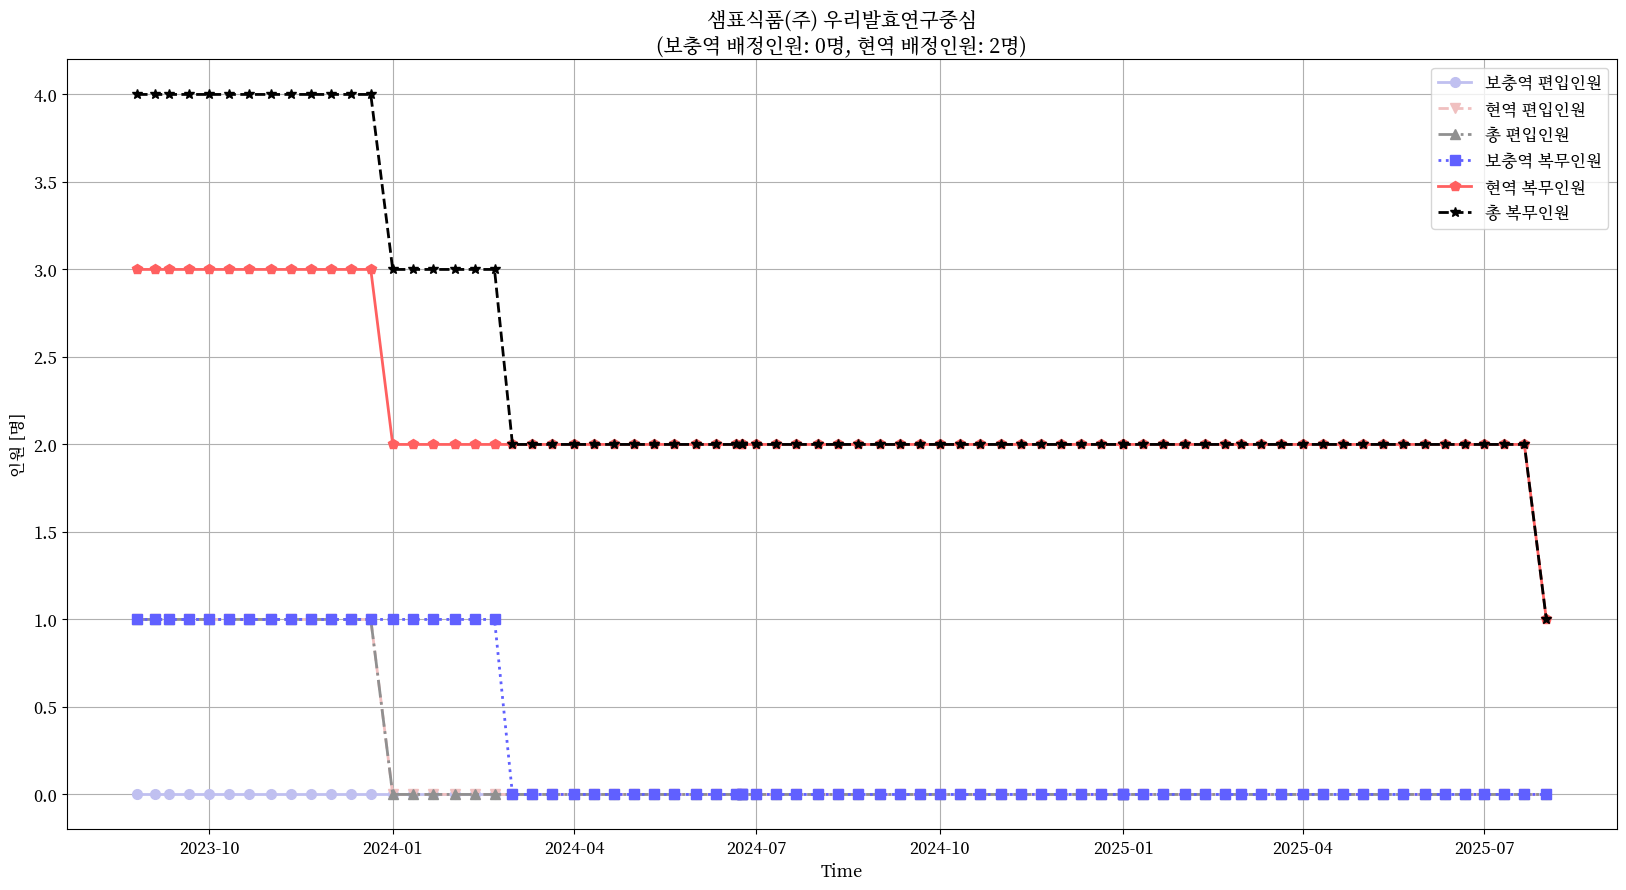 샘표식품(주) 우리발효연구중심
(보충역 배정인원: 0명, 현역 배정인원: 2명)
보충역 편입인원
현역 편입인원
총 편입인원
보충역 복무인원
현역 복무인원
총 복무인원
인원 [명]
4.0
3.5
3.0
2.5
2.0
1.5
1.0
0.5
0.0
2023-10 2024-01 2024-04 2024-07 2024-10 2025-01 2025-04 2025-07
Time